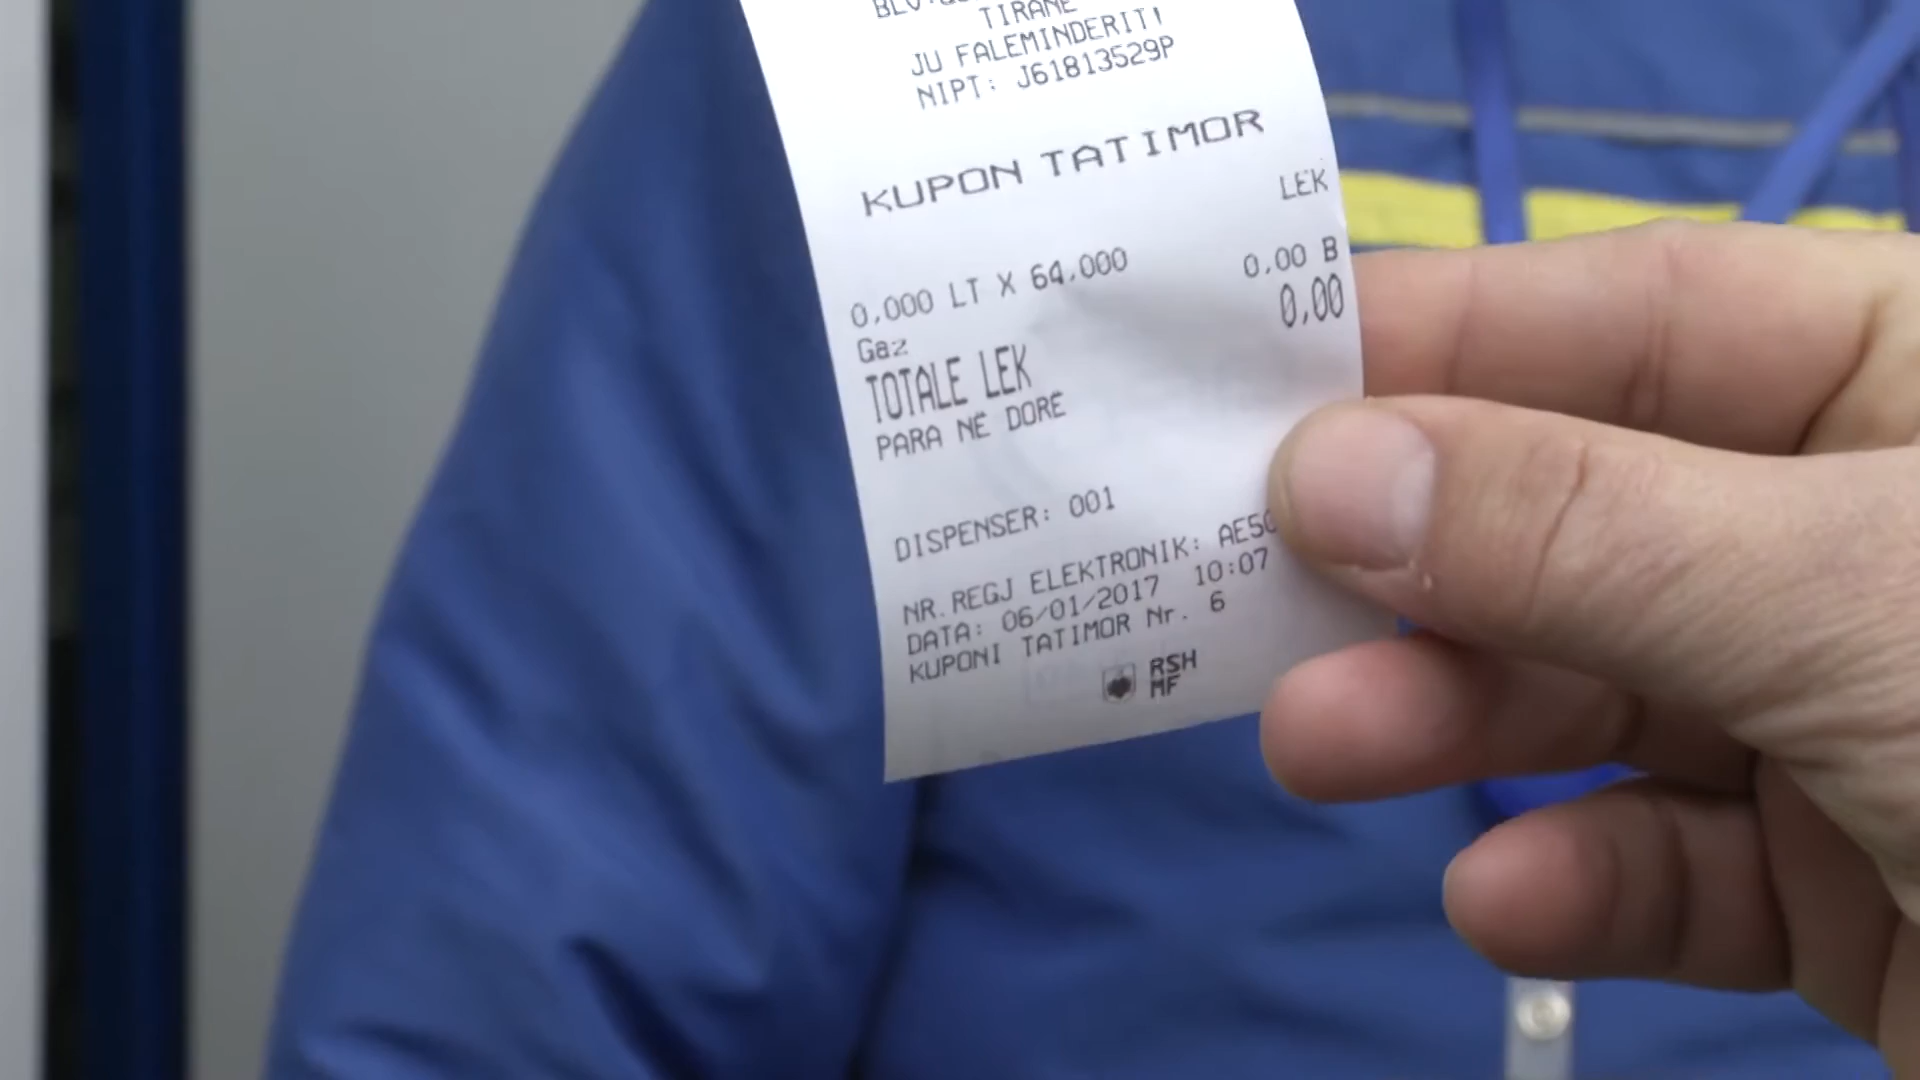 TIRANE
JU FALEMINDERIT!
NIPT: J61813529P
KUPON TATIMOR
LEK
0,000 LT X 64,000 0,00 B
Gaz
TOTALE LEK 0,00
PARA NE DORE
DISPENSER: 001
NR.REGJ ELEKTRONIK:
DATA: 06/01/2017 10:07
KUPONI TATIMOR Nr. 6
RSH
MF